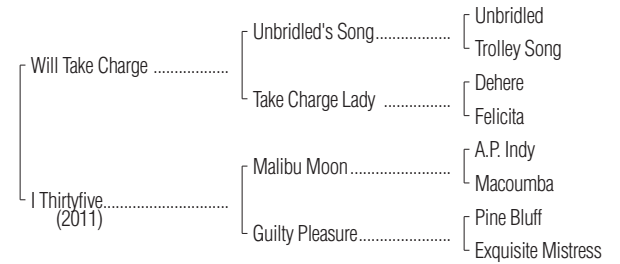 Unbridled
Unbridled's Song..................
Trolley Song
Will Take Charge ..................
Dehere
Take Charge Lady ................
Felicita
A.P. Indy
Malibu Moon........................
Macoumba
I Thirtyfive..............................
(2011)
Pine Bluff
Guilty Pleasure......................
Exquisite Mistress